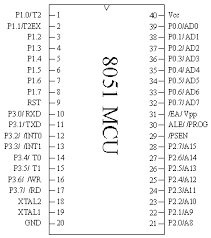 P1.0/T2 1 40 Vcc
P1.1/T2EX 2 39 P0.0/AD0
P1.2 3 38 P0.1/AD1
P1.3 4 37 P0.2/AD2
P1.4 5 36 P0.3/AD3
P1.5 6 35 P0.4/AD4
P1.6 7 34 P0.5/AD5
P1.7 8 33 P0.6/AD6
RST 9 32 P0.7/AD7
P3.0/ RXD 10 31 /EA/ Vpp
P3.1/TXD 11 30 ALE/ /PROG
P3.2/ /INT0 12 29 /PSEN
P3.3/ /INT1 13 28 P2.7/A15
P3.4/ T0 14 27 P2.6/A14
P3.5/ T1 15 26 P2.5/A13
P3.6/ /WR 16 25 P2.4/A12
P3.7/ /RD 17 24 P2.3/A11
XTAL2 18 23 P2.2/A10
XTAL1 19 22 P2.1/A9
GND 20 21 P2.0/A8
8051 MCU